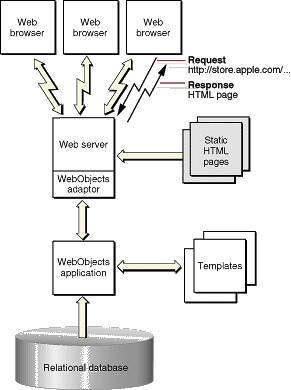 Web
browser
Web
browser
Web
browser
Request
http://store.apple.com/...
Response
HTML page
Web server
WebObjects
adaptor
Static
HTML
pages
WebObjects
application
Templates
Relational database